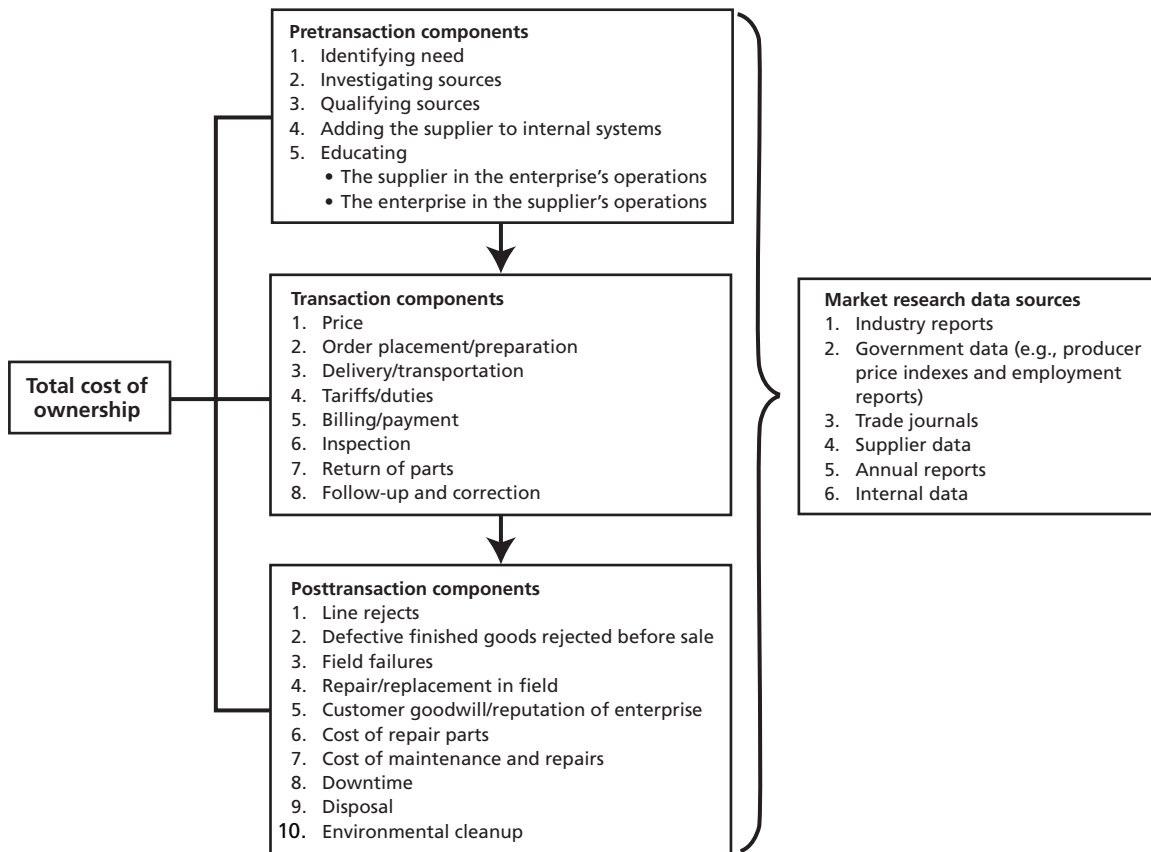 Pretransaction components
1. Identifying need
2. Investigating sources
3. Qualifying sources
4. Adding the supplier to internal systems
5. Educating
• The supplier in the enterprise’s operations
• The enterprise in the supplier’s operations
Total cost of
ownership
Transaction components
1. Price
2. Order placement/preparation
3. Delivery/transportation
4. Tariffs/duties
5. Billing/payment
6. Inspection
7. Return of parts
8. Follow-up and correction
Posttransaction components
1. Line rejects
2. Defective finished goods rejected before sale
3. Field failures
4. Repair/replacement in field
5. Customer goodwill/reputation of enterprise
6. Cost of repair parts
7. Cost of maintenance and repairs
8. Downtime
9. Disposal
10. Environmental cleanup
Market research data sources
1. Industry reports
2. Government data (e.g., producer
price indexes and employment
reports)
3. Trade journals
4. Supplier data
5. Annual reports
6. Internal data